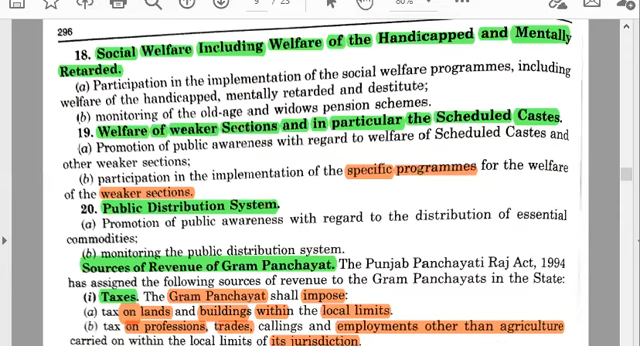 9 / 23
80%
296
18. Social Welfare Including Welfare of the Handicapped and Mentally
Retarded.
(a) Participation in the implementation of the social welfare programmes, including
welfare of the handicapped, mentally retarded and destitute;
(b) monitoring of the old-age and widows pension schemes.
19. Welfare of weaker Sections and in particular the Scheduled Castes.
(a) Promotion of public awareness with regard to welfare of Scheduled Castes and
other weaker sections;
(b) participation in the implementation of the specific programmes for the welfare
of the weaker sections.
20. Public Distribution System.
(a) Promotion of public awareness with regard to the distribution of essential
commodities;
(b) monitoring the public distribution system.
Sources of Revenue of Gram Panchayat. The Punjab Panchayati Raj Act, 1994
has assigned the following sources of revenue to the Gram Panchayats in the State:
(i) Taxes. The Gram Panchayat shall impose:
(a) tax on lands and buildings within the local limits.
(b) tax on professions, trades, callings and employments other than agriculture
carried on within the local limits of its jurisdiction.